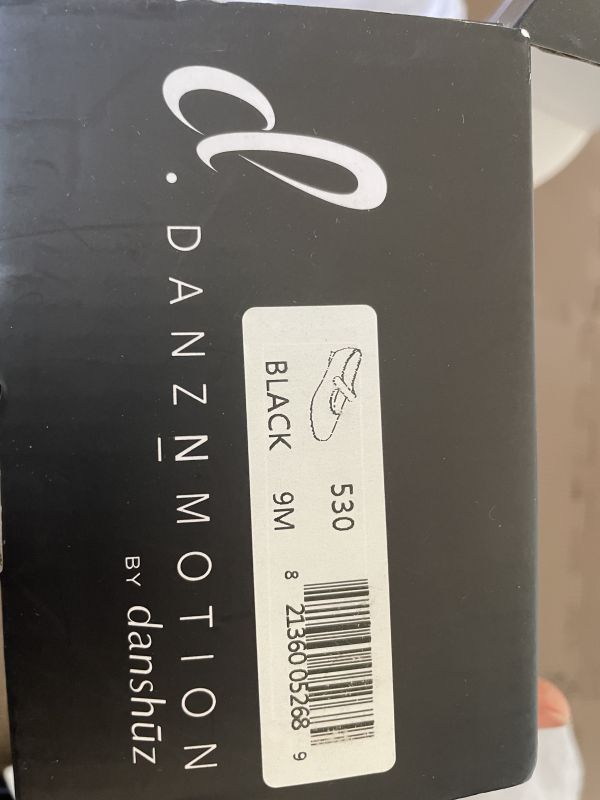 d.
DANZNMOTION
BY danshūz
530
BLACK 9M
8 21360 05268 9